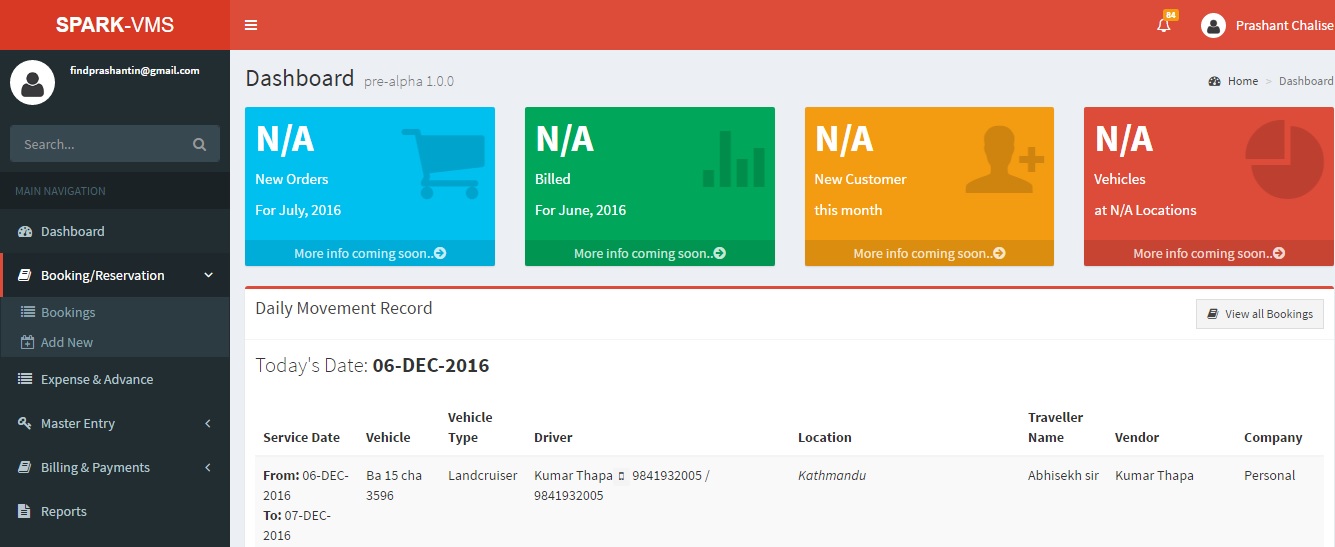 SPARK-VMS
84
Prashant Chalise
findprashantin@gmail.com
Search...
MAIN NAVIGATION
Dashboard
Booking/Reservation
Bookings
Add New
Expense & Advance
Master Entry
Billing & Payments
Reports
Dashboard pre-alpha 1.0.0
Home > Dashboard
N/A
New Orders
For July, 2016
More info coming soon..
N/A
Billed
For June, 2016
More info coming soon..
N/A
New Customer
this month
More info coming soon..
N/A
Vehicles
at N/A Locations
More info coming soon..
Daily Movement Record
View all Bookings
Today's Date: 06-DEC-2016
Service Date
Vehicle
Vehicle
Type
Driver
Location
Traveller
Name
Vendor
Company
From: 06-DEC-
2016
To: 07-DEC-
2016
Ba 15 cha
3596
Landcruiser
Kumar Thapa 9841932005 /
9841932005
Kathmandu
Abhisekh sir
Kumar Thapa
Personal